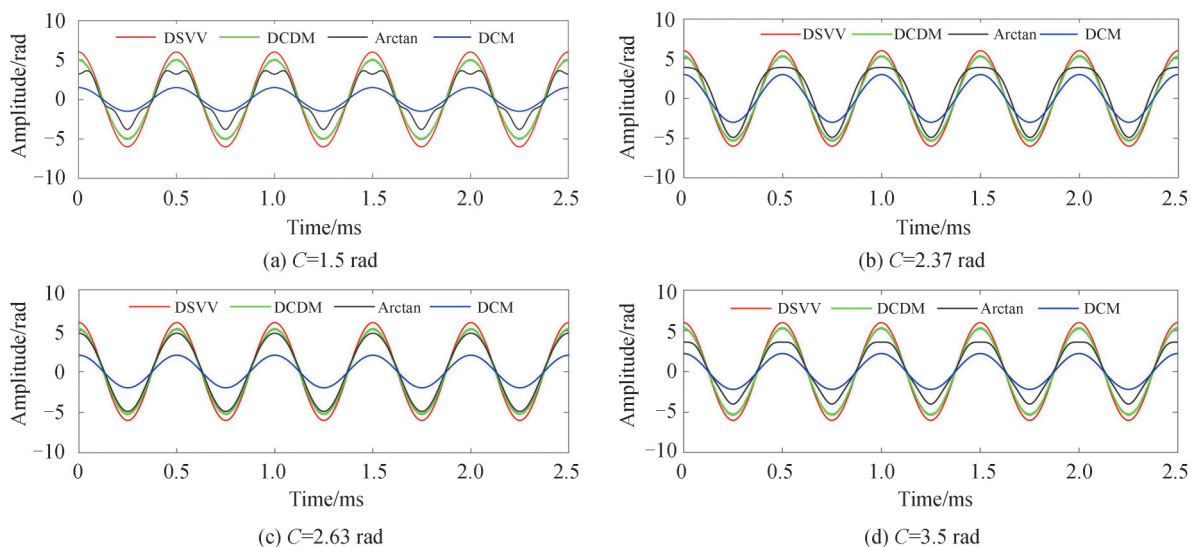 10
DSVV DCDM Arctan DCM
5
0
−5
−10
Amplitude/rad
0 0.5 1.0 1.5 2.0 2.5
Time/ms
(a) C=1.5 rad
10
DSVV DCDM Arctan DCM
5
0
−5
−10
Amplitude/rad
0 0.5 1.0 1.5 2.0 2.5
Time/ms
(b) C=2.37 rad
10
DSVV DCDM Arctan DCM
5
0
−5
−10
Amplitude/rad
0 0.5 1.0 1.5 2.0 2.5
Time/ms
(c) C=2.63 rad
10
DSVV DCDM Arctan DCM
5
0
−5
−10
Amplitude/rad
0 0.5 1.0 1.5 2.0 2.5
Time/ms
(d) C=3.5 rad